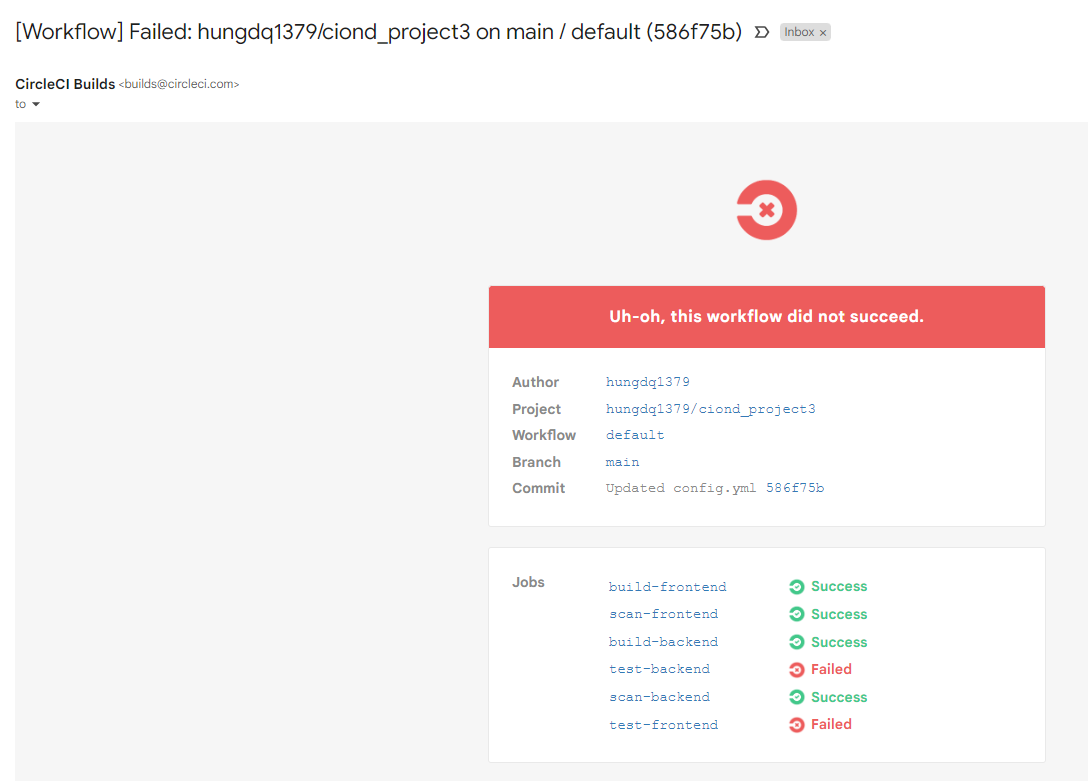 [Workflow] Failed: hungdq1379/ciond_project3 on main / default (586f75b) Inbox ×
CircleCI Builds <builds@circleci.com>
to
Uh-oh, this workflow did not succeed.
Author hungdq1379
Project hungdq1379/ciond_project3
Workflow default
Branch main
Commit Updated config.yml 586f75b
Jobs build-frontend Success
scan-frontend Success
build-backend Success
test-backend Failed
scan-backend Success
test-frontend Failed